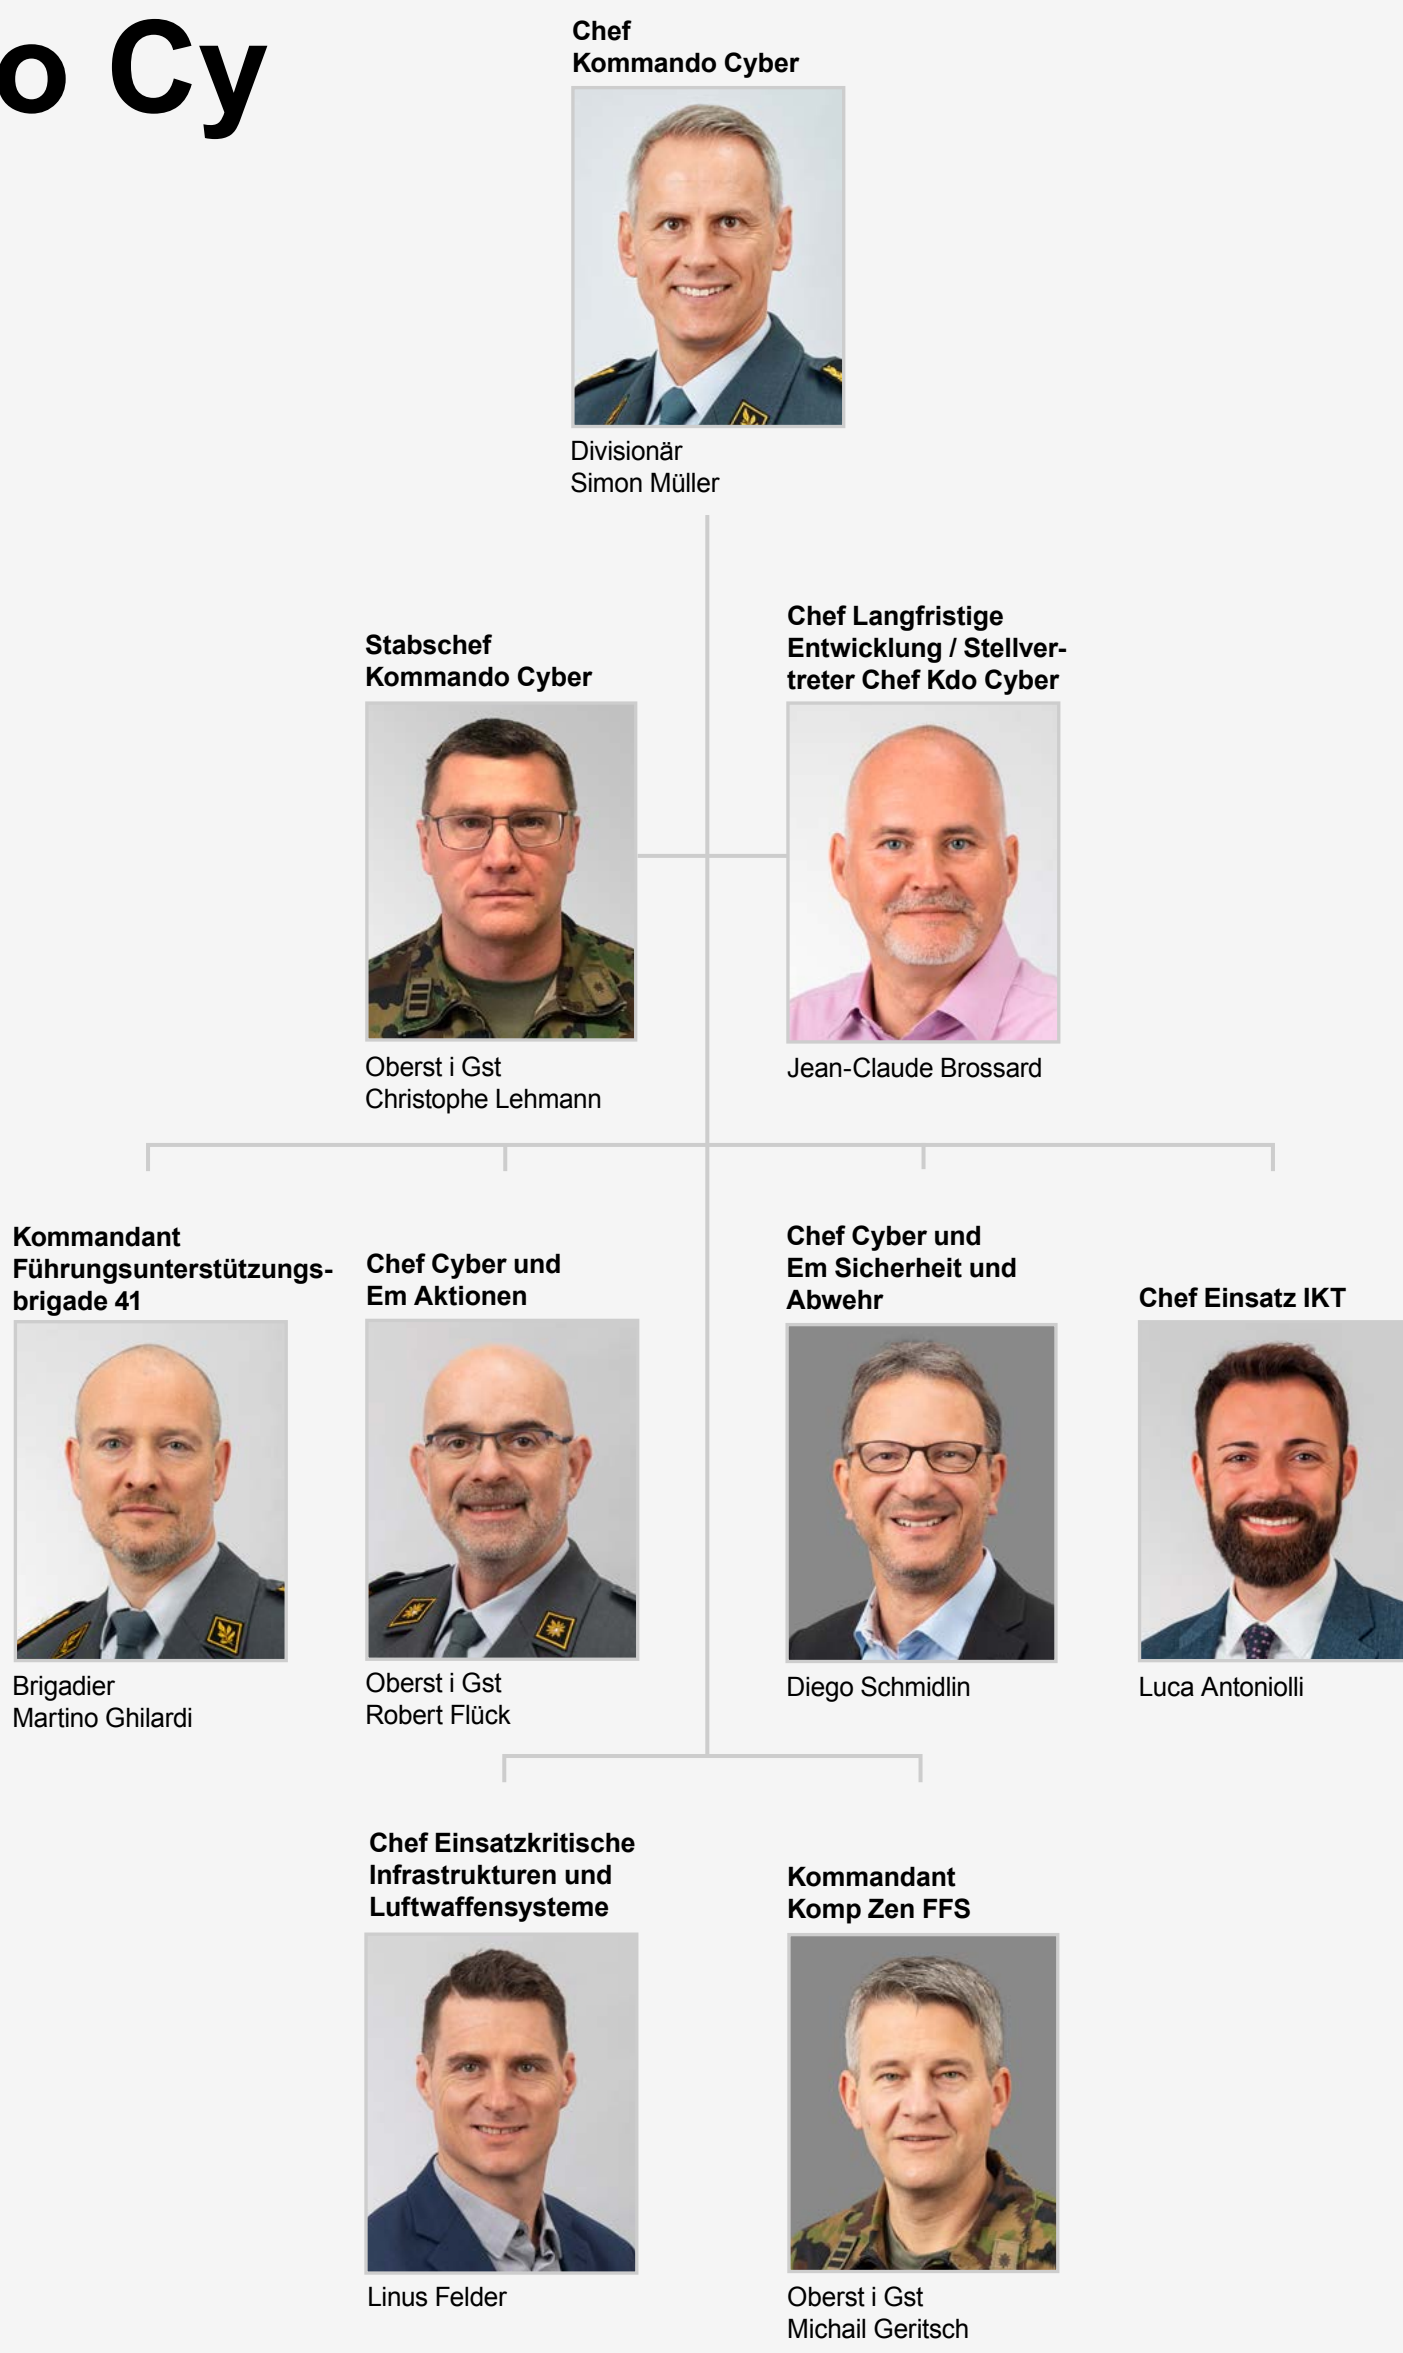 o Cy
Chef
Kommando Cyber
Divisionär
Simon Müller
Stabschef
Kommando Cyber
Oberst i Gst
Christophe Lehmann
Chef Langfristige
Entwicklung / Stellver-
treter Chef Kdo Cyber
Jean-Claude Brossard
Kommandant
Führungsunterstützungs-
brigade 41
Brigadier
Martino Ghilardi
Chef Cyber und
Em Aktionen
Oberst i Gst
Robert Flück
Chef Cyber und
Em Sicherheit und
Abwehr
Diego Schmidlin
Chef Einsatz IKT
Luca Antoniolli
Chef Einsatzkritische
Infrastrukturen und
Luftwaffensysteme
Linus Felder
Kommandant
Komp Zen FFS
Oberst i Gst
Michail Geritsch